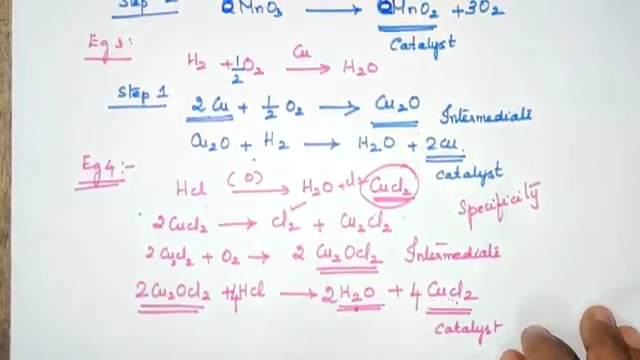 Step 2 2MnO3 ⟶ 2MnO2 + 3O2
Catalyst
Eg 3:
H2 + 1/2 O2 Cu ⟶ H2O
Step 1 2Cu + 1/2 O2 ⟶ Cu2O Intermediate
Cu2O + H2 ⟶ H2O + 2Cu.
catalyst
Eg 4:-
HCl (O) ⟶ H2O + Cl2 CuCl2
Specificity
2CuCl2 ⟶ Cl2 + Cu2Cl2
2Cu2Cl2 + O2 ⟶ 2 Cu2OCl2 Intermediate
2Cu2OCl2 + 4HCl ⟶ 2H2O + 4CuCl2
catalyst